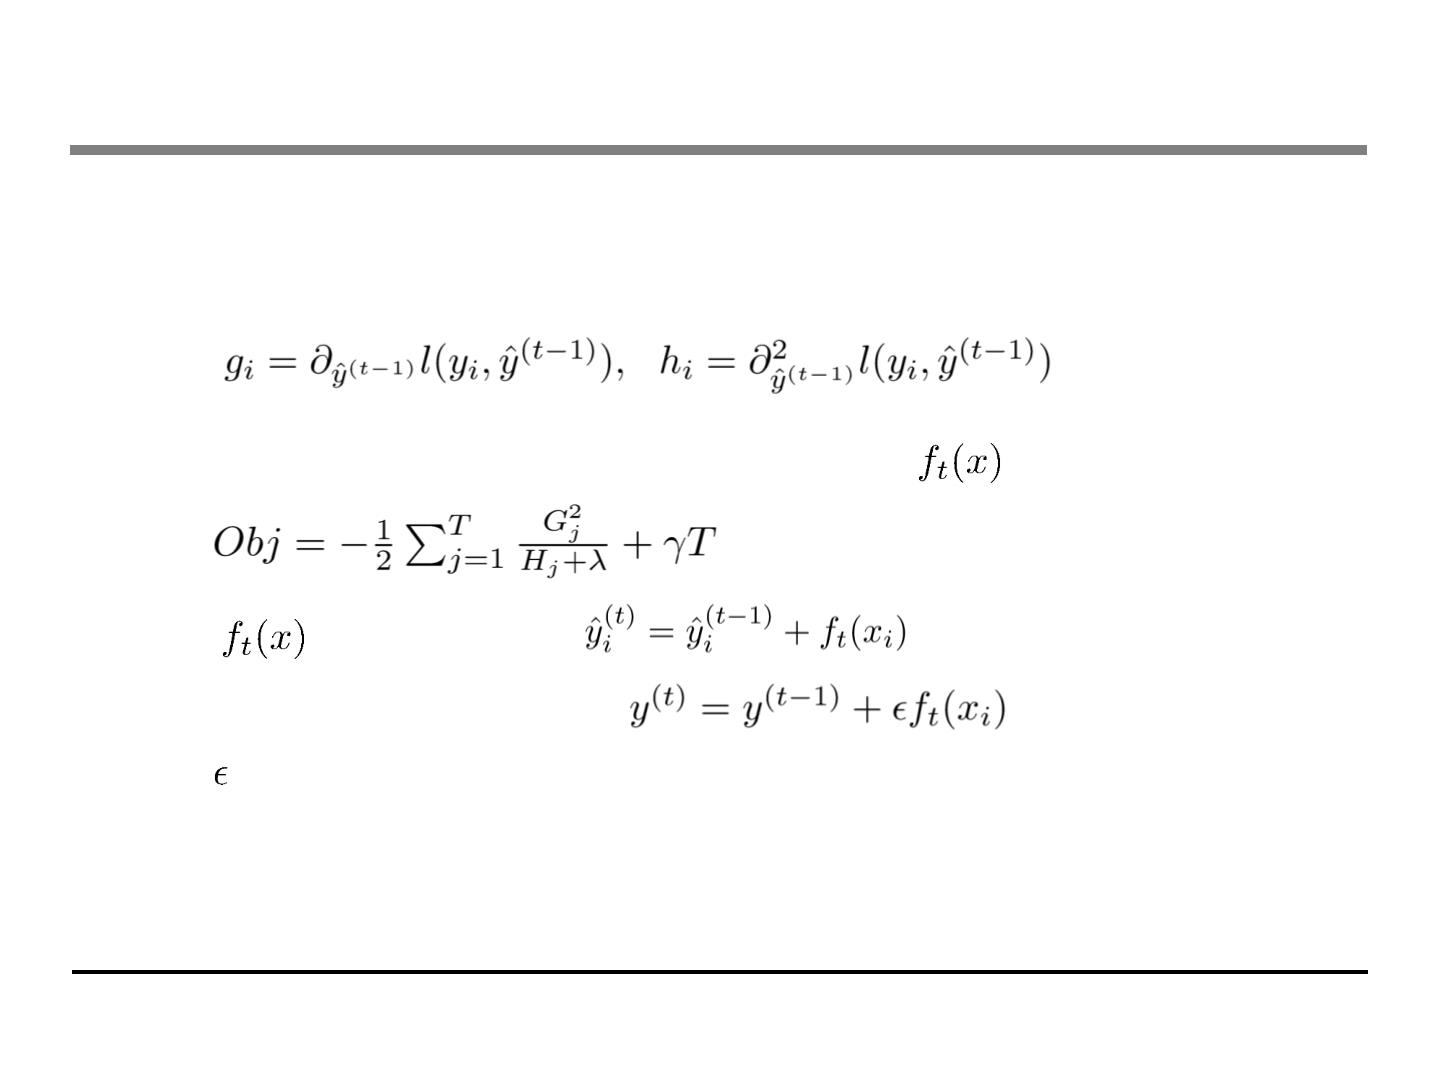 $g_i = \partial_{\hat{y}^{(t-1)}} l(y_i, \hat{y}^{(t-1)}), \quad h_i = \partial^2_{\hat{y}^{(t-1)}} l(y_i, \hat{y}^{(t-1)})$
$f_t(x)$
$Obj = -\frac{1}{2} \sum_{j=1}^{T} \frac{G_j^2}{H_j+\lambda} + \gamma T$
$f_t(x)$ $\hat{y}_i^{(t)} = \hat{y}_i^{(t-1)} + f_t(x_i)$
$y^{(t)} = y^{(t-1)} + \epsilon f_t(x_i)$
$\epsilon$